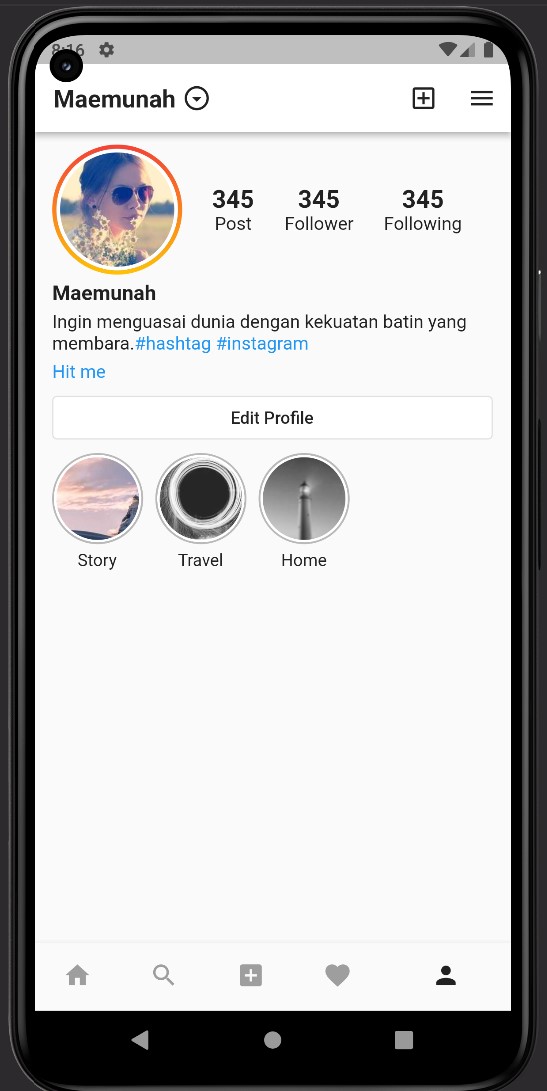 8:16
Maemunah
345 345 345
Post Follower Following
Maemunah
Ingin menguasai dunia dengan kekuatan batin yang
membara.#hashtag #instagram
Hit me
Edit Profile
Story Travel Home